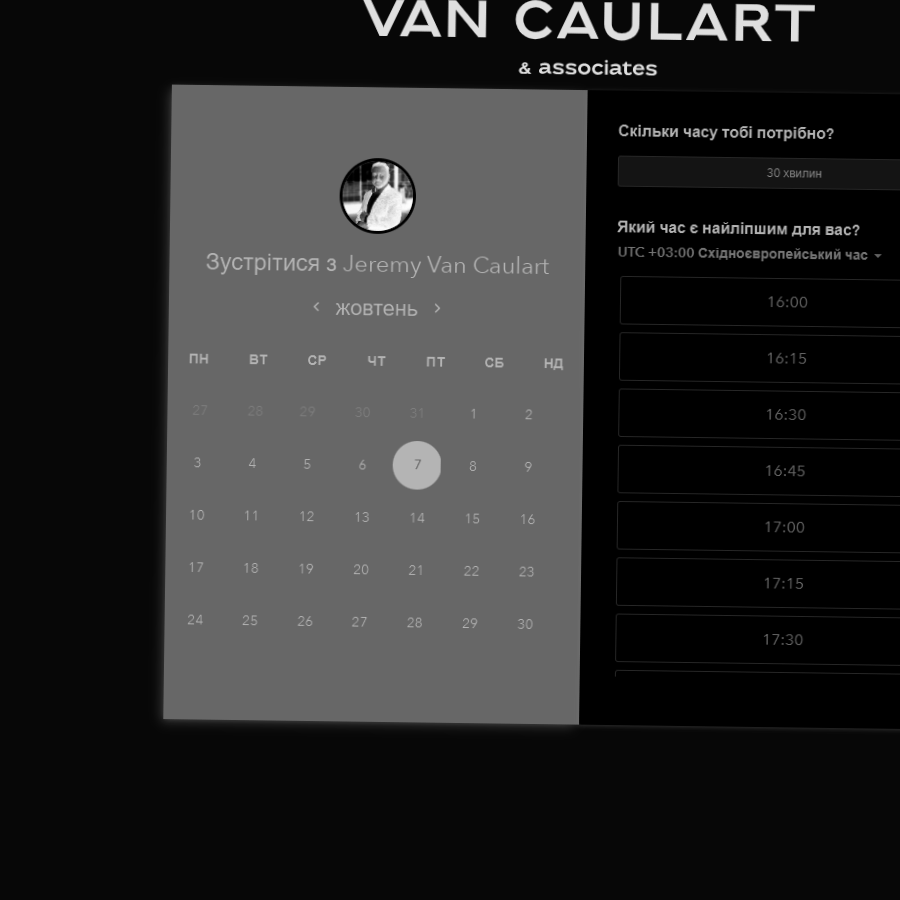 VAN CAULART
& associates
Зустрітися з Jeremy Van Caulart
жовтень
ПН ВТ СР ЧТ ПТ СБ НД
27 28 29 30 31 1 2
3 4 5 6 7 8 9
10 11 12 13 14 15 16
17 18 19 20 21 22 23
24 25 26 27 28 29 30
Скільки часу тобі потрібно?
30 хвилин
Який час є найліпшим для вас?
UTC +03:00 Східноєвропейський час
16:00
16:15
16:30
16:45
17:00
17:15
17:30